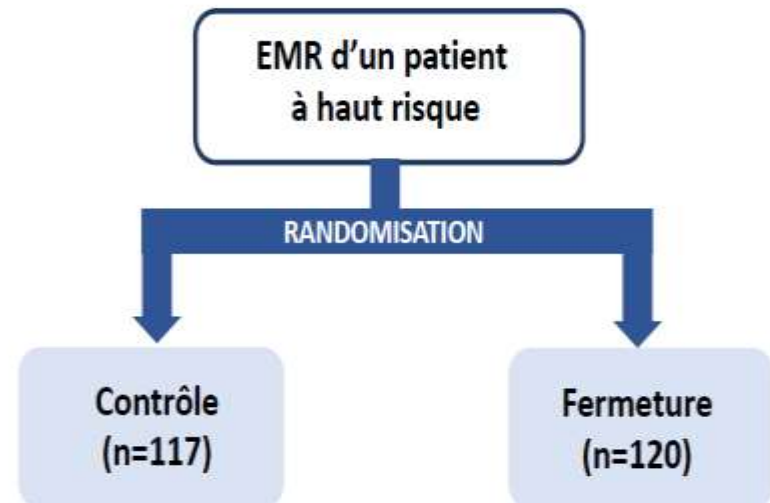 EMR d’un patient
à haut risque
RANDOMISATION
Contrôle
(n=117)
Fermeture
(n=120)